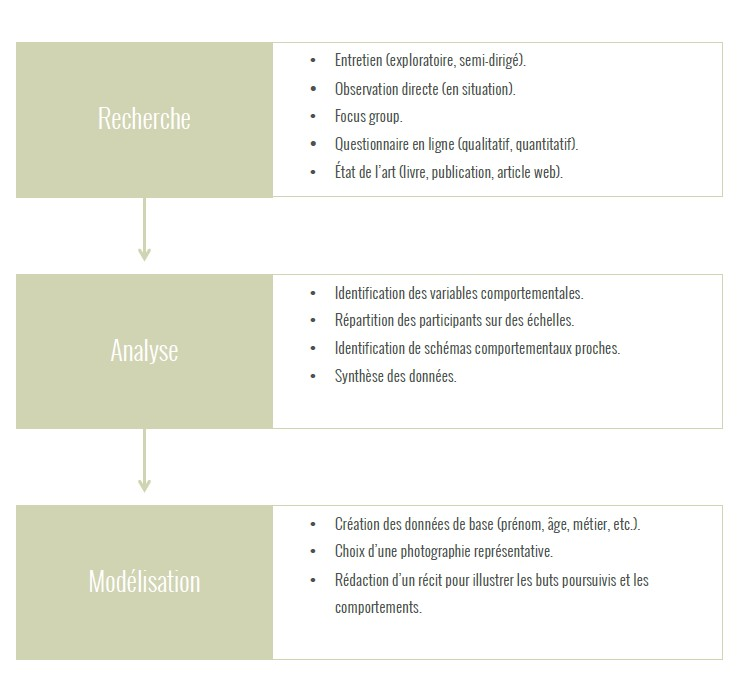 Recherche
• Entretien (exploratoire, semi-dirigé).
• Observation directe (en situation).
• Focus group.
• Questionnaire en ligne (qualitatif, quantitatif).
• État de l’art (livre, publication, article web).
Analyse
• Identification des variables comportementales.
• Répartition des participants sur des échelles.
• Identification de schémas comportementaux proches.
• Synthèse des données.
Modélisation
• Création des données de base (prénom, âge, métier, etc.).
• Choix d’une photographie représentative.
• Rédaction d’un récit pour illustrer les buts poursuivis et les
comportements.